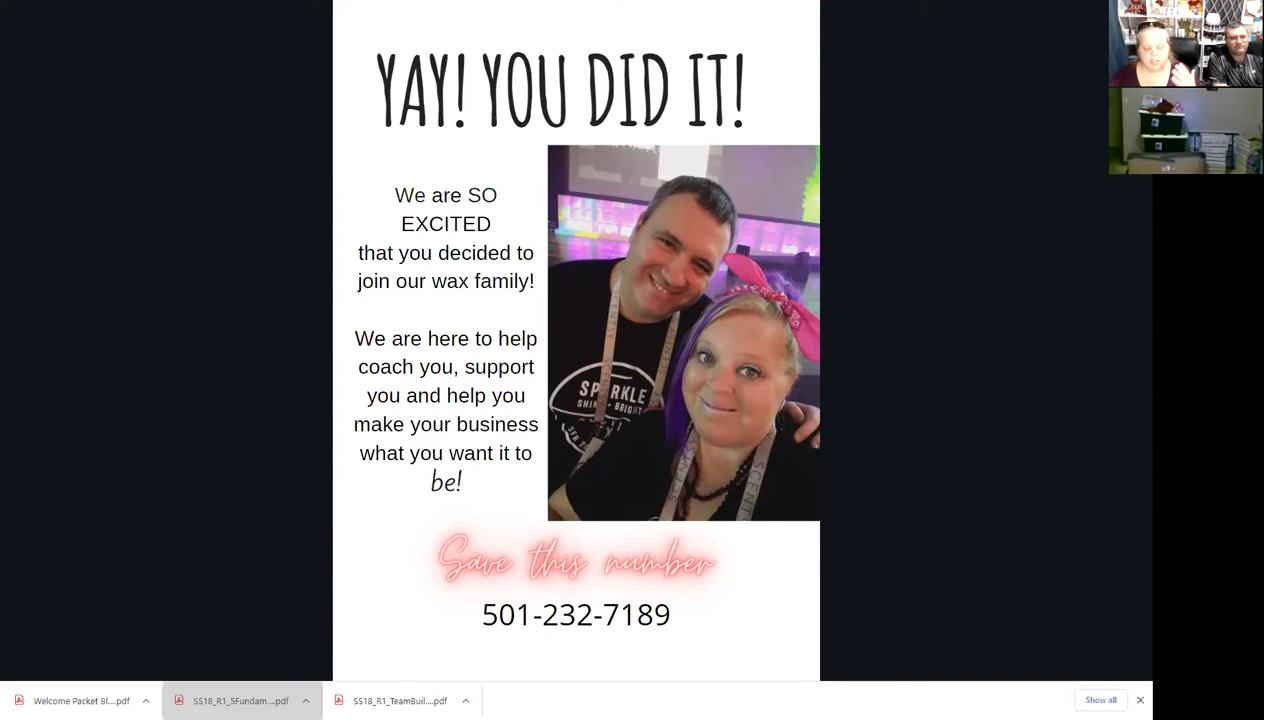 YAY! YOU DID IT!
We are SO
EXCITED
that you decided to
join our wax family!
We are here to help
coach you, support
you and help you
make your business
what you want it to
be!
SPARKLE
SCENTSY
Save this number
501-232-7189
Welcome Packet Bl....pdf
SS18_R1_5Fundam....pdf
SS18_R1_TeamBuil....pdf
Show all